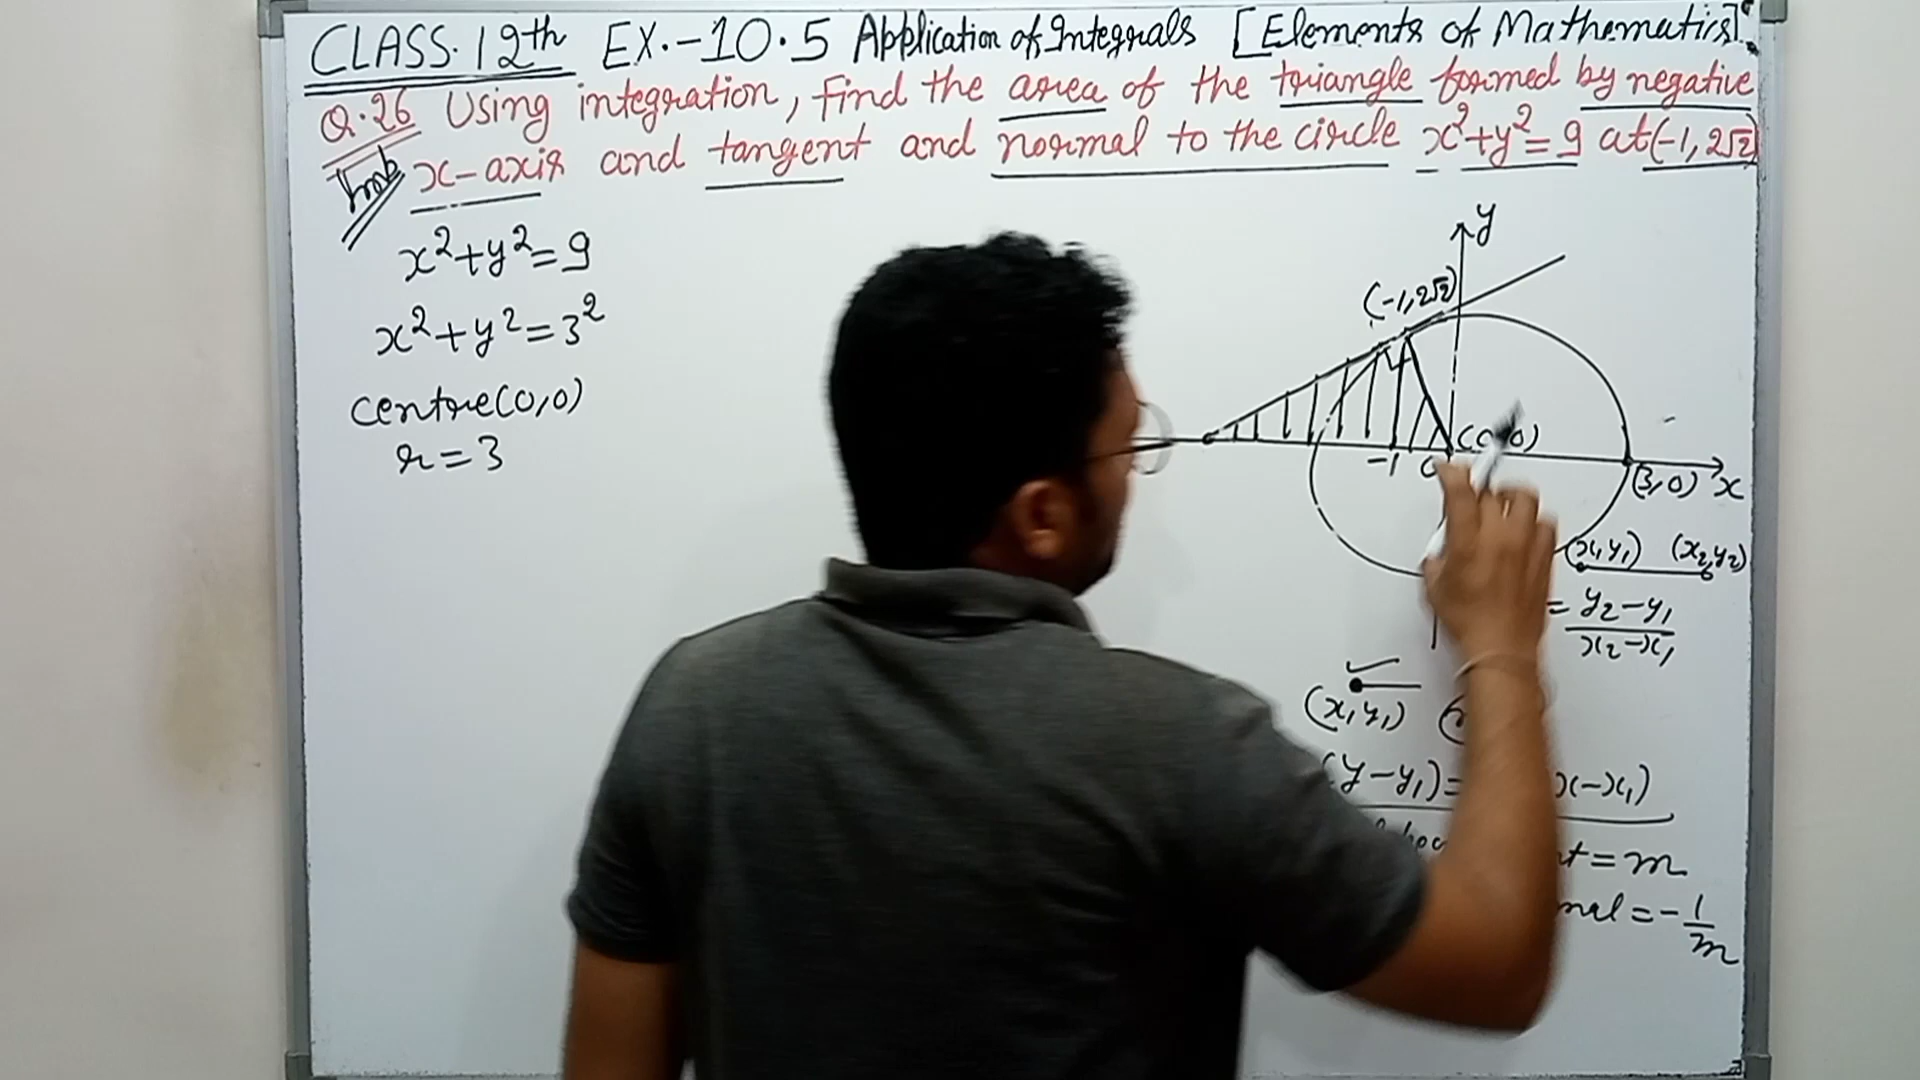 CLASS. 12th EX.-10.5 Application of Integrals [Elements of Mathematics]
Q.26 Using integration, Find the area of the triangle formed by negative
Imp x-axis and tangent and normal to the circle x²+y²=9 at(-1, 2√2)
x²+y²=9
x²+y²=3²
centre(0,0)
r=3
y
(-1, 2√2)
-1
(3,0) x
(x₁,y₁) (x₂,y₂)
= y₂-y₁
x₂-x₁
(x₁,y₁)
(y-y₁)= x-x₁)
=m
= -1/m